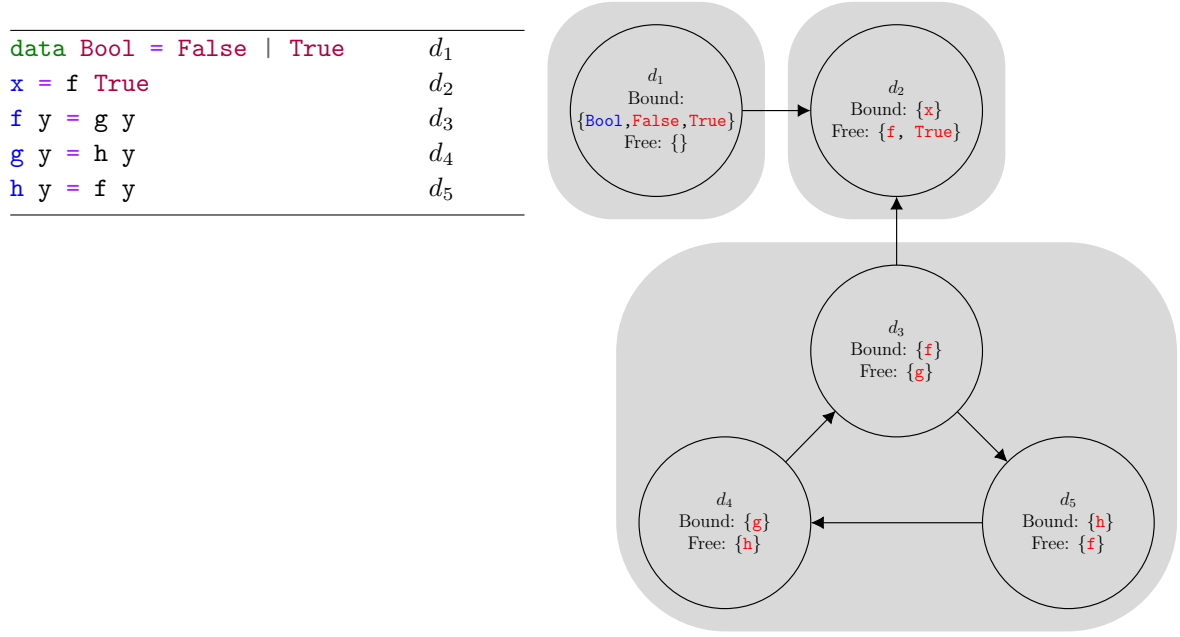 data Bool = False | True d₁
x = f True d₂
f y = g y d₃
g y = h y d₄
h y = f y d₅
d₁
Bound:
{Bool,False,True}
Free: {}
d₂
Bound: {x}
Free: {f, True}
d₃
Bound: {f}
Free: {g}
d₄
Bound: {g}
Free: {h}
d₅
Bound: {h}
Free: {f}